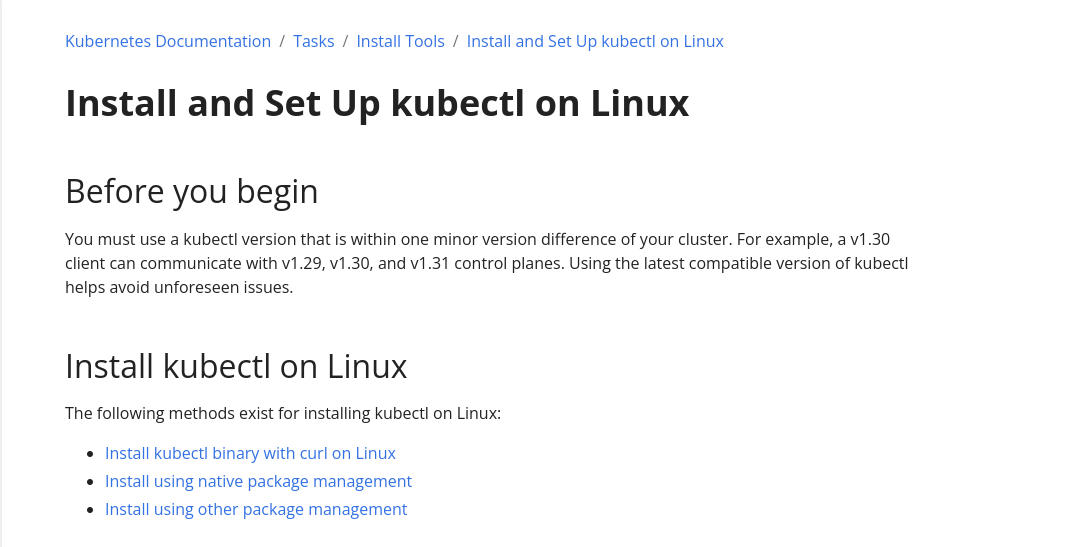 Kubernetes Documentation / Tasks / Install Tools / Install and Set Up kubectl on Linux
Install and Set Up kubectl on Linux
Before you begin
You must use a kubectl version that is within one minor version difference of your cluster. For example, a v1.30
client can communicate with v1.29, v1.30, and v1.31 control planes. Using the latest compatible version of kubectl
helps avoid unforeseen issues.
Install kubectl on Linux
The following methods exist for installing kubectl on Linux:
• Install kubectl binary with curl on Linux
• Install using native package management
• Install using other package management